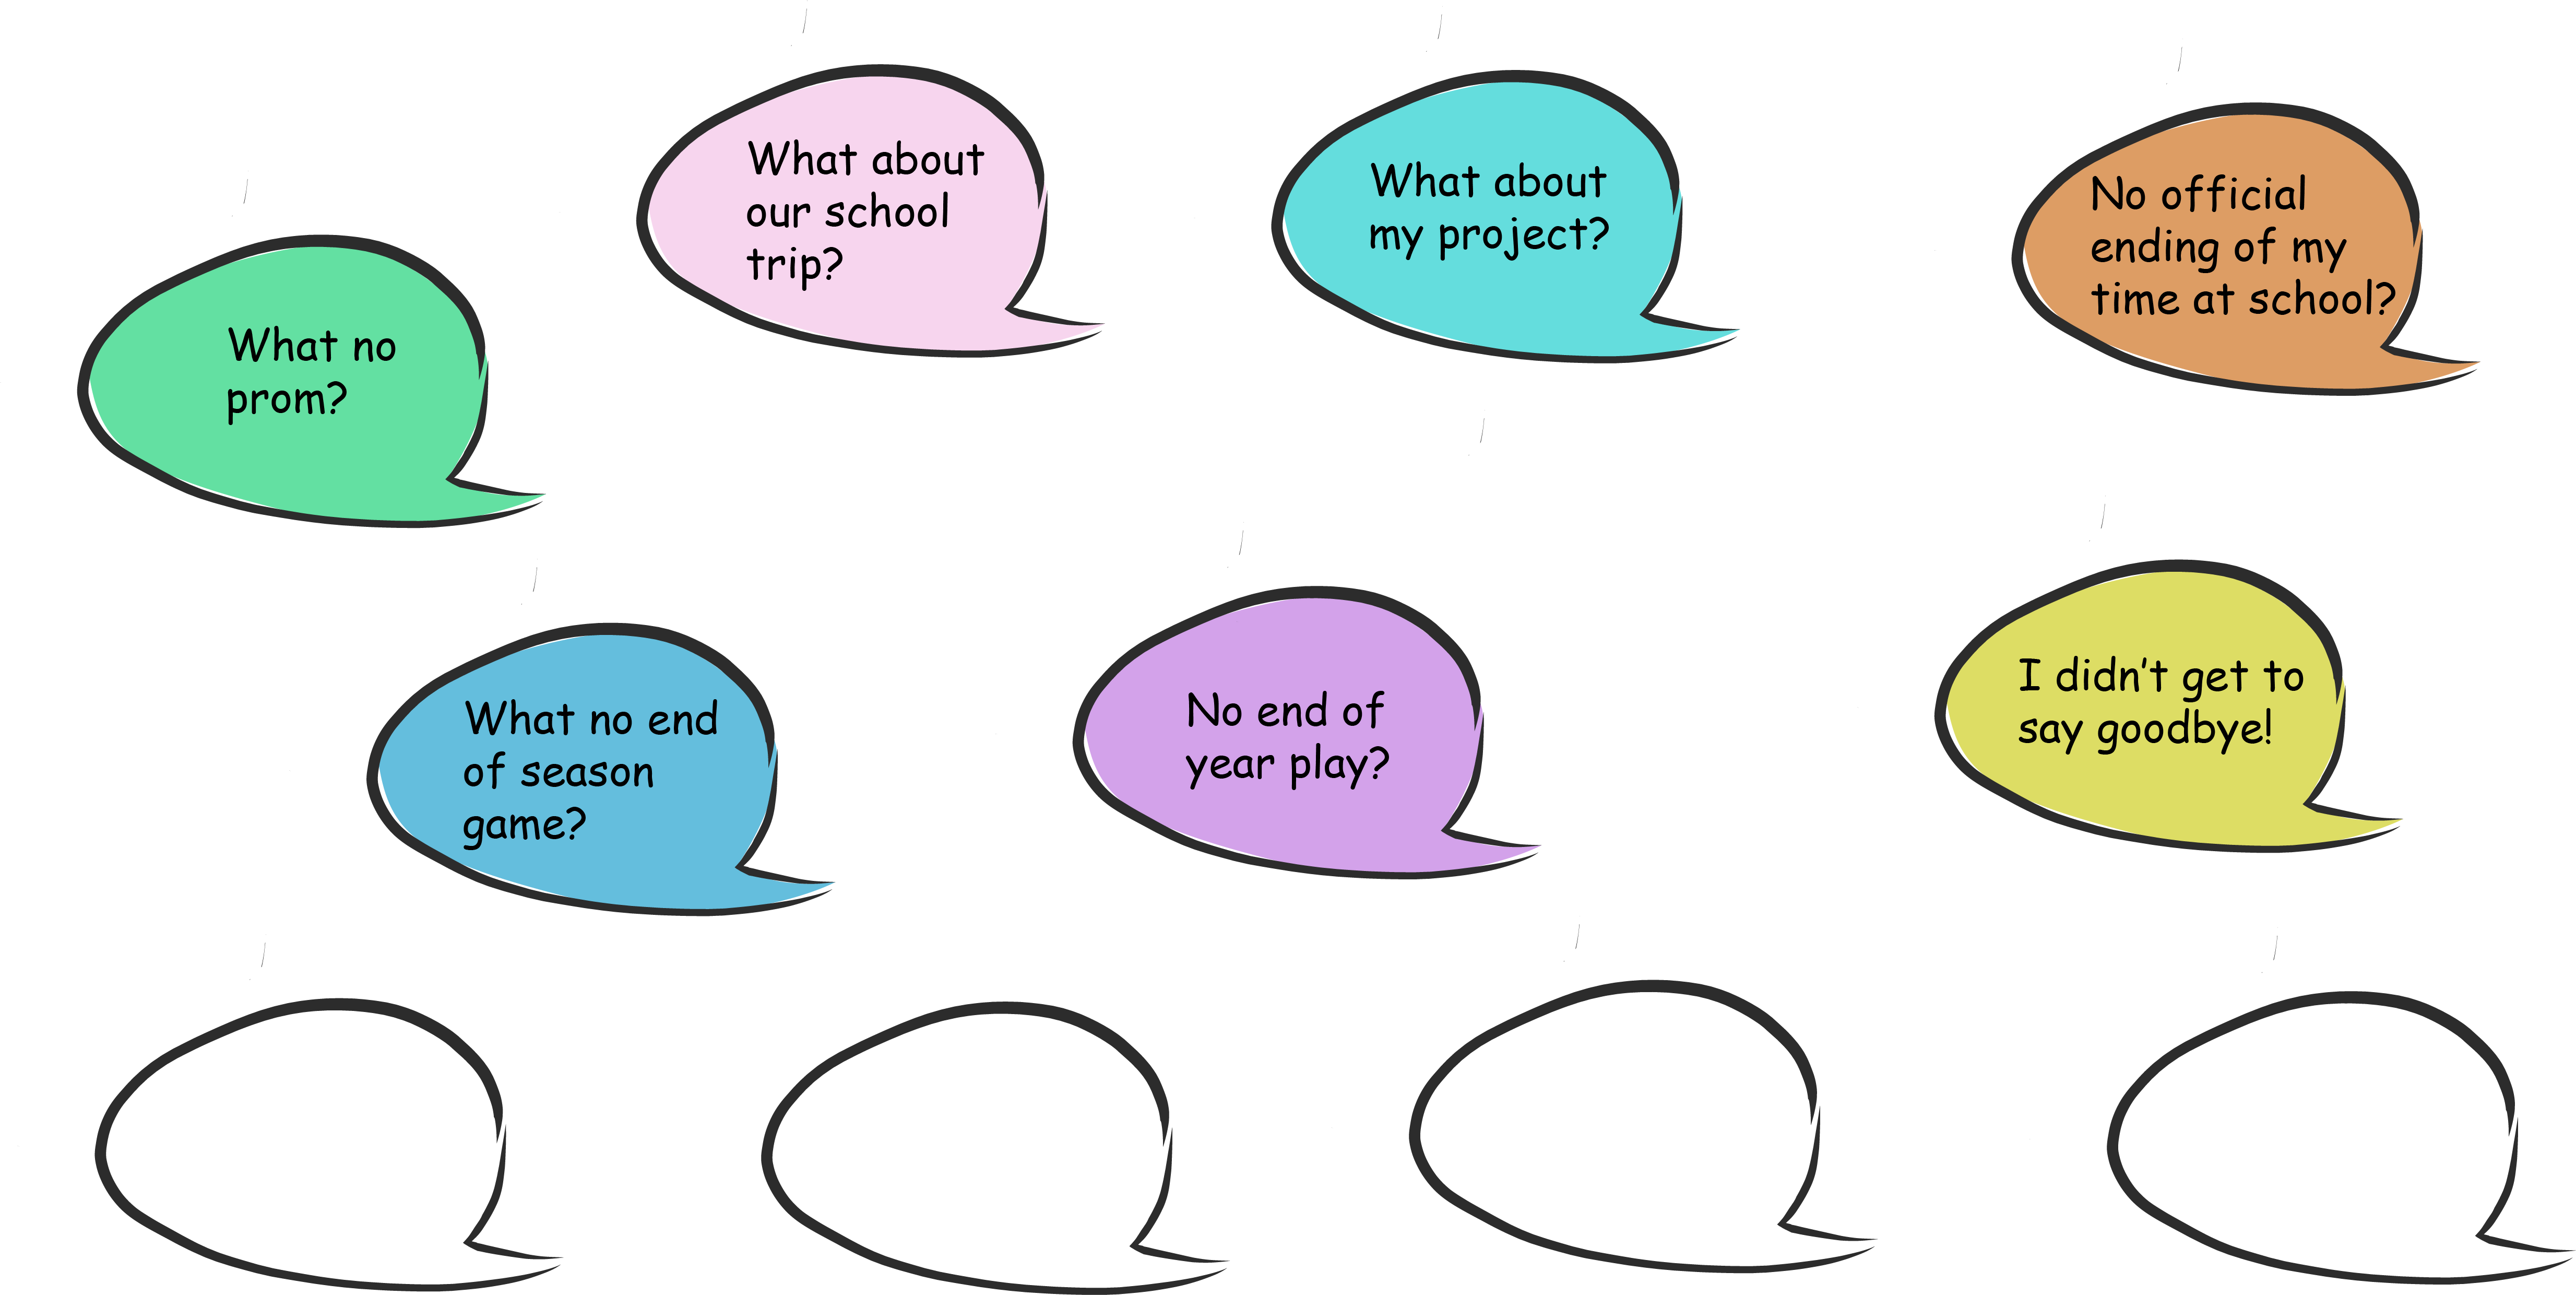 What no
prom?
What about
our school
trip?
What about
my project?
No official
ending of my
time at school?
What no end
of season
game?
No end of
year play?
I didn't get to
say goodbye!